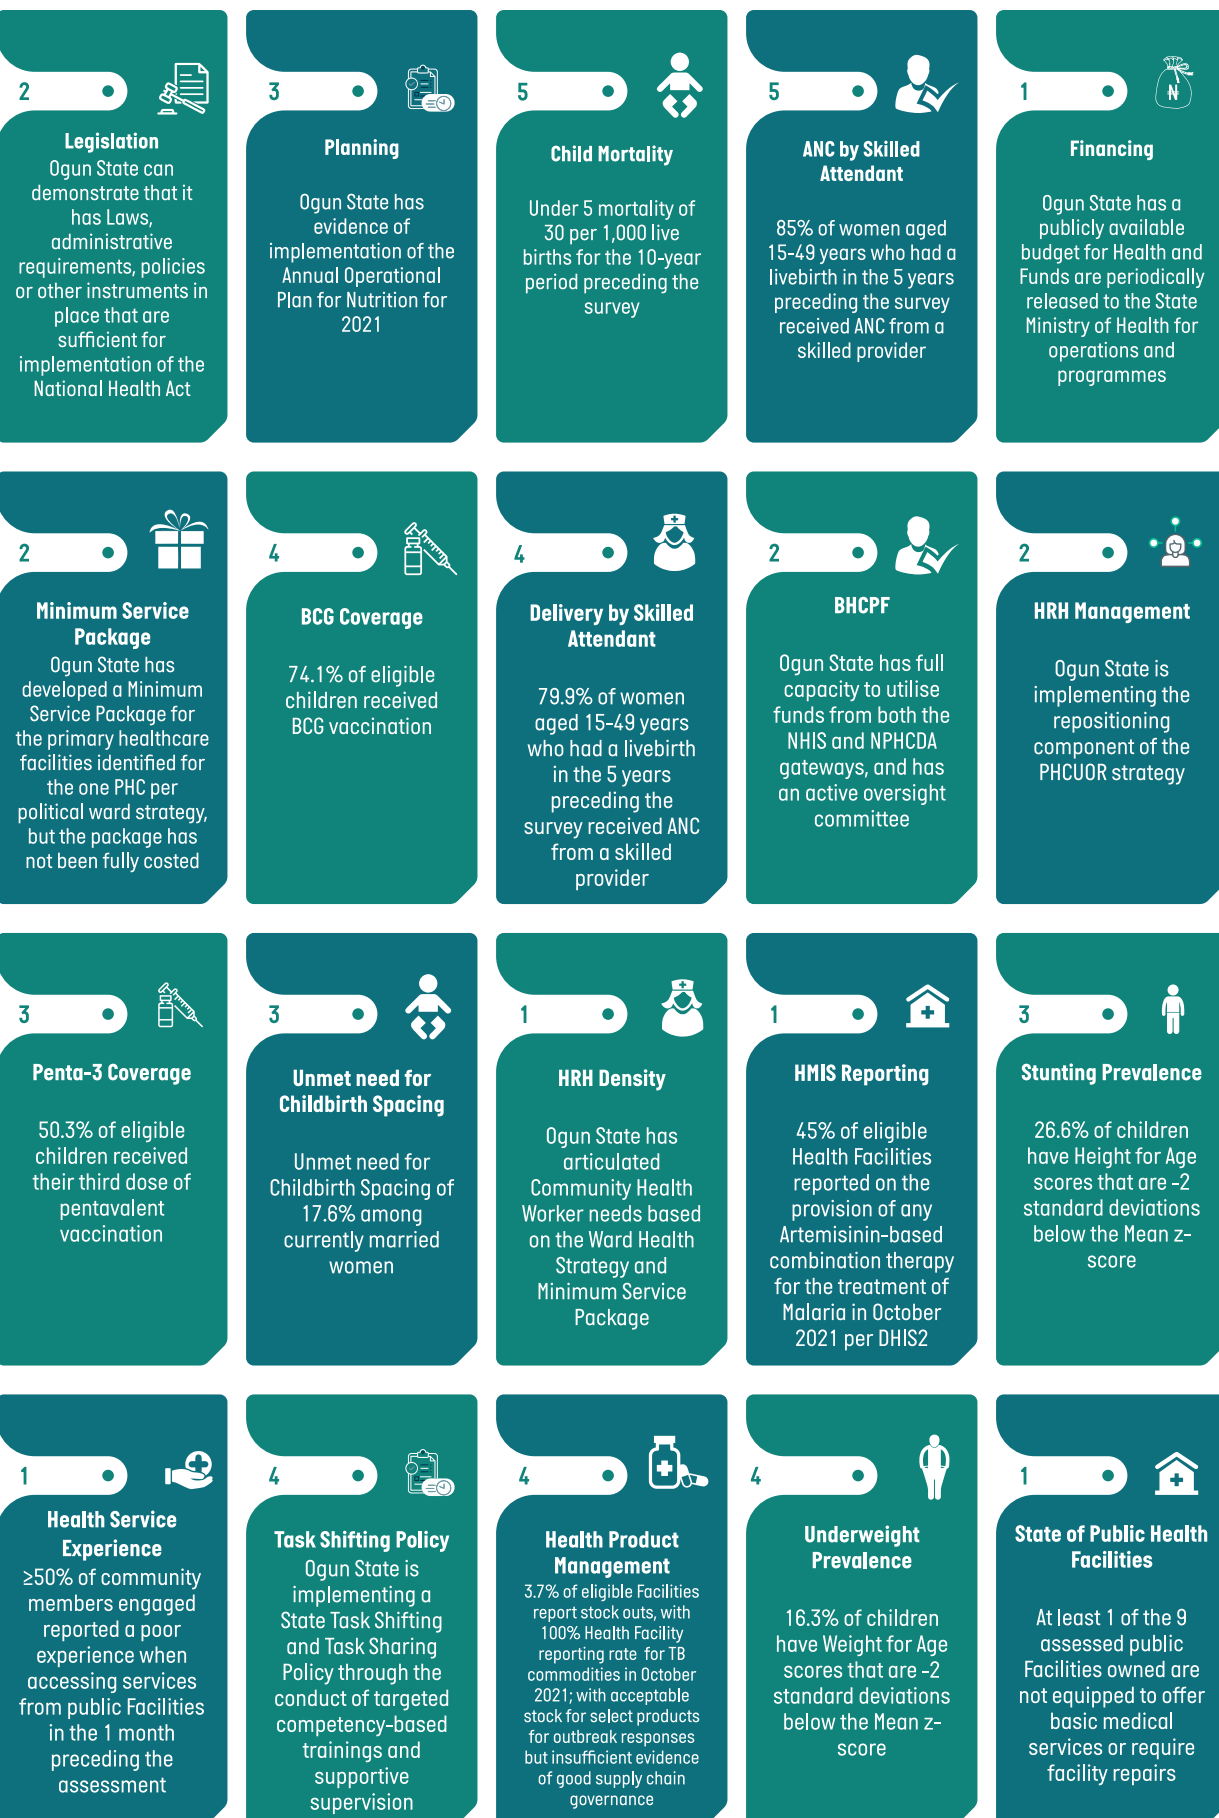 2
Legislation
Ogun State can
demonstrate that it
has Laws,
administrative
requirements, policies
or other instruments in
place that are
sufficient for
implementation of the
National Health Act
3
Planning
Ogun State has
evidence of
implementation of the
Annual Operational
Plan for Nutrition for
2021
5
Child Mortality
Under 5 mortality of
30 per 1,000 live
births for the 10-year
period preceding the
survey
5
ANC by Skilled
Attendant
85% of women aged
15-49 years who had a
livebirth in the 5 years
preceding the survey
received ANC from a
skilled provider
1
₦
Financing
Ogun State has a
publicly available
budget for Health and
Funds are periodically
released to the State
Ministry of Health for
operations and
programmes
2
Minimum Service
Package
Ogun State has
developed a Minimum
Service Package for
the primary healthcare
facilities identified for
the one PHC per
political ward strategy,
but the package has
not been fully costed
4
BCG Coverage
74.1% of eligible
children received
BCG vaccination
4
Delivery by Skilled
Attendant
79.9% of women
aged 15-49 years
who had a livebirth
in the 5 years
preceding the
survey received ANC
from a skilled
provider
2
BHCPF
Ogun State has full
capacity to utilise
funds from both the
NHIS and NPHCDA
gateways, and has
an active oversight
committee
2
HRH Management
Ogun State is
implementing the
repositioning
component of the
PHCUOR strategy
3
Penta-3 Coverage
50.3% of eligible
children received
their third dose of
pentavalent
vaccination
3
Unmet need for
Childbirth Spacing
Unmet need for
Childbirth Spacing of
17.6% among
currently married
women
1
HRH Density
Ogun State has
articulated
Community Health
Worker needs based
on the Ward Health
Strategy and
Minimum Service
Package
1
HMIS Reporting
45% of eligible
Health Facilities
reported on the
provision of any
Artemisinin-based
combination therapy
for the treatment of
Malaria in October
2021 per DHIS2
3
Stunting Prevalence
26.6% of children
have Height for Age
scores that are -2
standard deviations
below the Mean z-
score
1
Health Service
Experience
≥50% of community
members engaged
reported a poor
experience when
accessing services
from public Facilities
in the 1 month
preceding the
assessment
4
Task Shifting Policy
Ogun State is
implementing a
State Task Shifting
and Task Sharing
Policy through the
conduct of targeted
competency-based
trainings and
supportive
supervision
4
Health Product
Management
3.7% of eligible Facilities
report stock outs, with
100% Health Facility
reporting rate for TB
commodities in October
2021; with acceptable
stock for select products
for outbreak responses
but insufficient evidence
of good supply chain
governance
4
Underweight
Prevalence
16.3% of children
have Weight for Age
scores that are -2
standard deviations
below the Mean z-
score
1
State of Public Health
Facilities
At least 1 of the 9
assessed public
Facilities owned are
not equipped to offer
basic medical
services or require
facility repairs